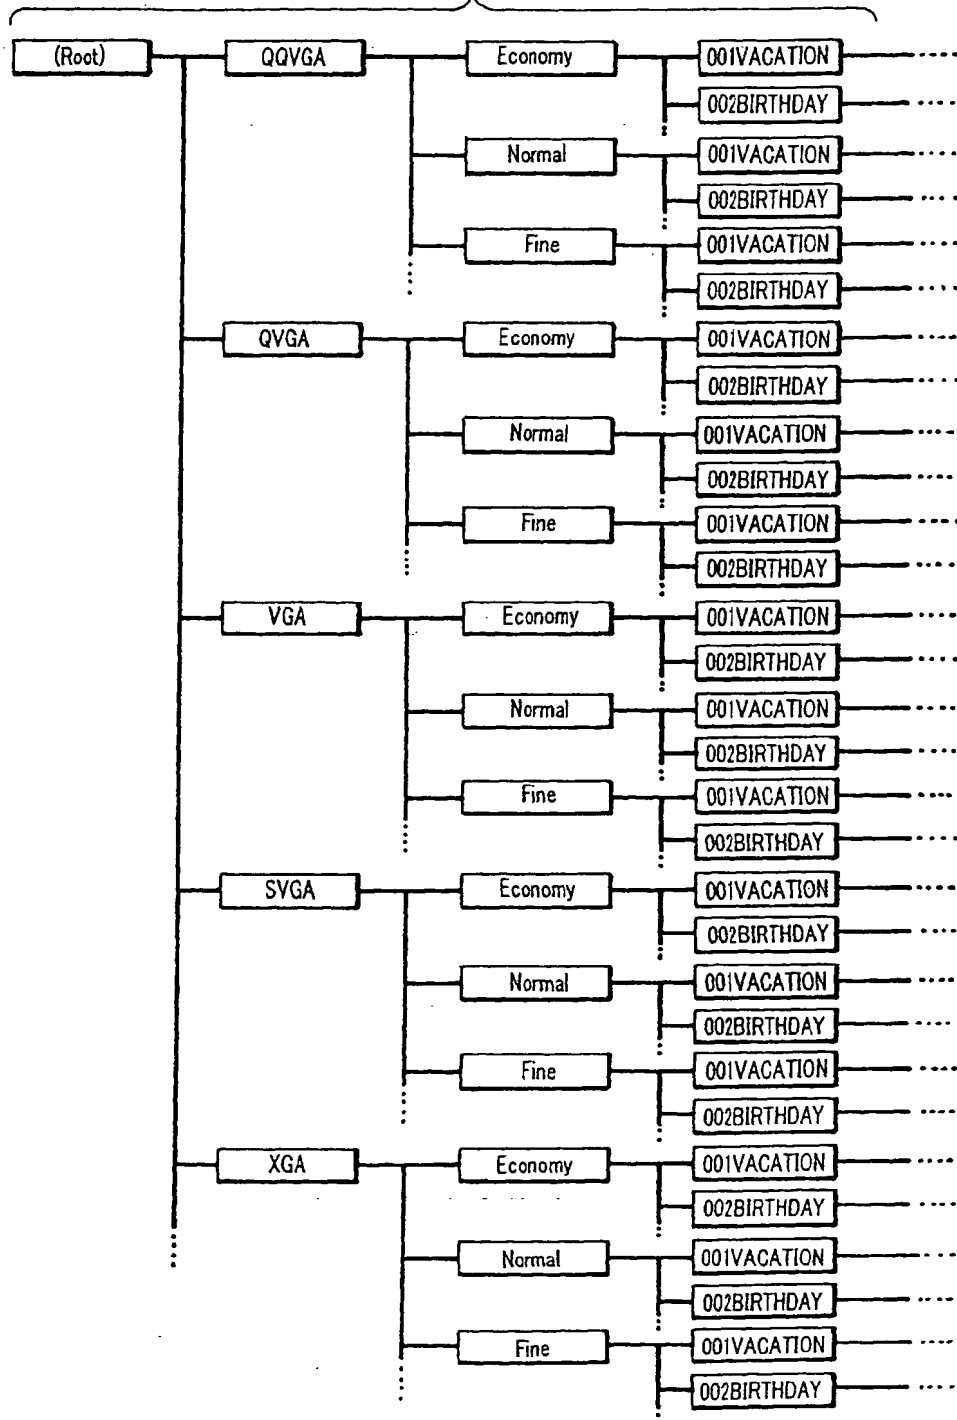 (Root) QQVGA Economy 001VACATION
002BIRTHDAY
Normal 001VACATION
002BIRTHDAY
Fine 001VACATION
002BIRTHDAY
QVGA Economy 001VACATION
002BIRTHDAY
Normal 001VACATION
002BIRTHDAY
Fine 001VACATION
002BIRTHDAY
VGA Economy 001VACATION
002BIRTHDAY
Normal 001VACATION
002BIRTHDAY
Fine 001VACATION
002BIRTHDAY
SVGA Economy 001VACATION
002BIRTHDAY
Normal 001VACATION
002BIRTHDAY
Fine 001VACATION
002BIRTHDAY
XGA Economy 001VACATION
002BIRTHDAY
Normal 001VACATION
002BIRTHDAY
Fine 001VACATION
002BIRTHDAY